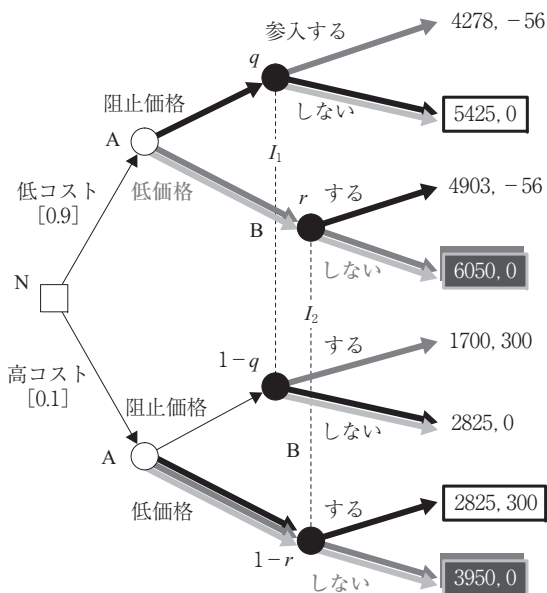 参入する
4278, −56
q
阻止価格
しない
5425, 0
A
I₁
低コスト
[0.9]
低価格
r
する
4903, −56
B
N
しない
6050, 0
I₂
する
1700, 300
1−q
高コスト
[0.1]
阻止価格
しない
2825, 0
A
B
低価格
する
2825, 300
1−r
しない
3950, 0